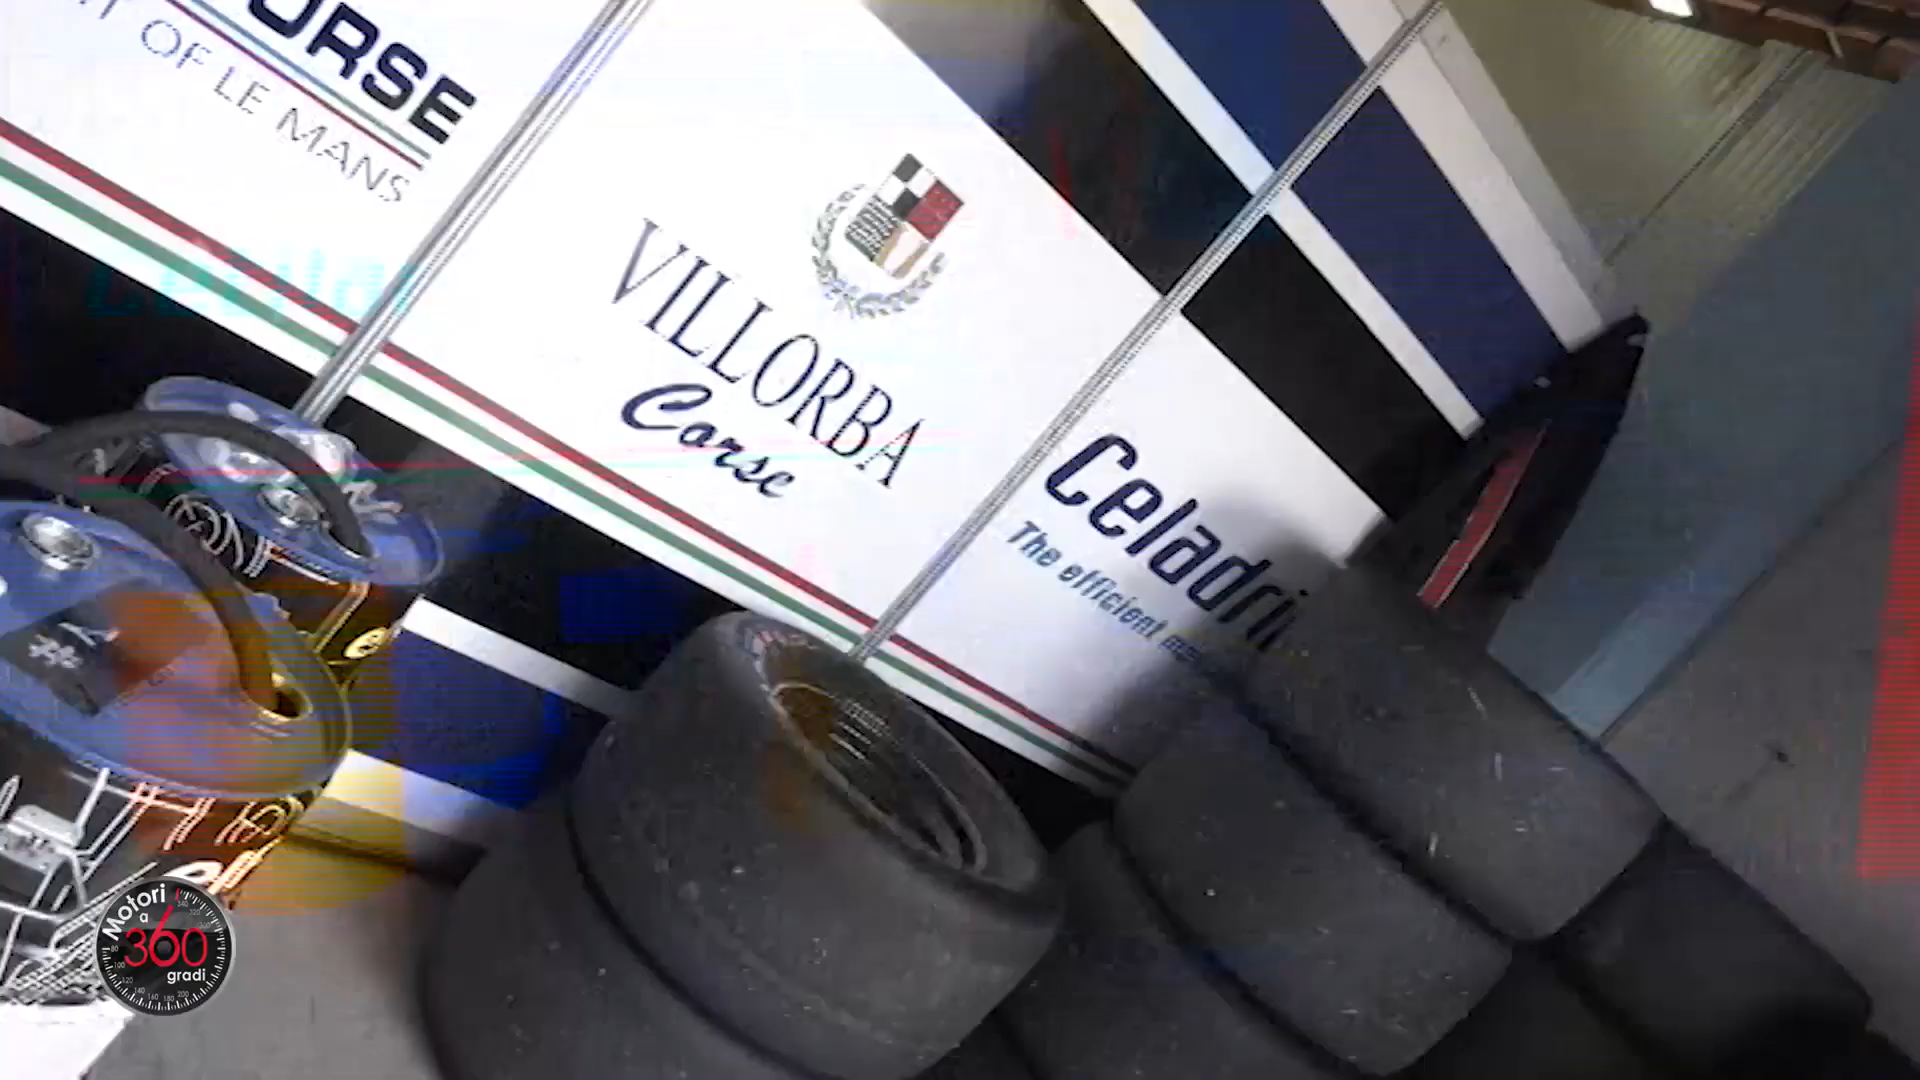 ORSE
OF LE MANS
VILLORBA
Corse
Celadri
The efficient
Motori
a
360
gradi